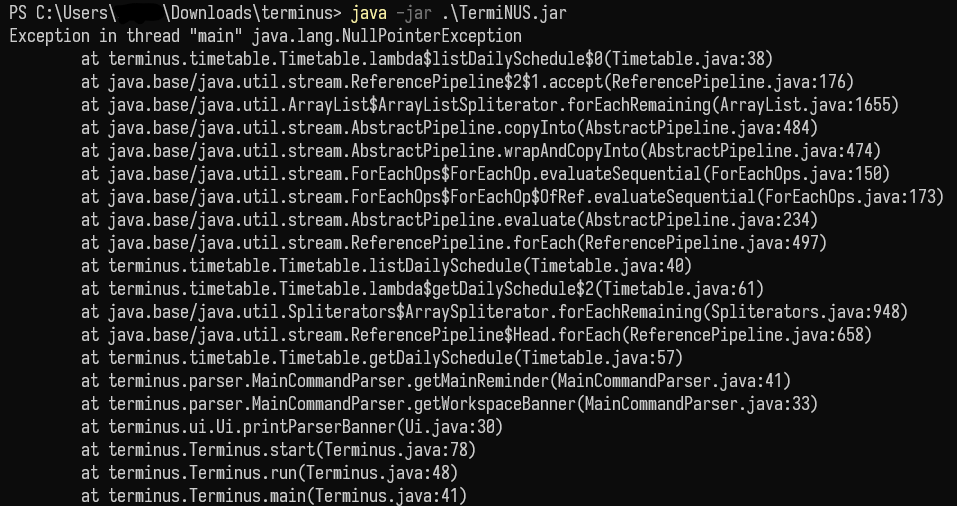 PS C:\Users\ \Downloads\terminus> java -jar .\TermiNUS.jar
Exception in thread "main" java.lang.NullPointerException
at terminus.timetable.Timetable.lambda$listDailySchedule$0(Timetable.java:38)
at java.base/java.util.stream.ReferencePipeline$2$1.accept(ReferencePipeline.java:176)
at java.base/java.util.ArrayList$ArrayListSpliterator.forEachRemaining(ArrayList.java:1655)
at java.base/java.util.stream.AbstractPipeline.copyInto(AbstractPipeline.java:484)
at java.base/java.util.stream.AbstractPipeline.wrapAndCopyInto(AbstractPipeline.java:474)
at java.base/java.util.stream.ForEachOps$ForEachOp.evaluateSequential(ForEachOps.java:150)
at java.base/java.util.stream.ForEachOps$ForEachOp$OfRef.evaluateSequential(ForEachOps.java:173)
at java.base/java.util.stream.AbstractPipeline.evaluate(AbstractPipeline.java:234)
at java.base/java.util.stream.ReferencePipeline.forEach(ReferencePipeline.java:497)
at terminus.timetable.Timetable.listDailySchedule(Timetable.java:40)
at terminus.timetable.Timetable.lambda$getDailySchedule$2(Timetable.java:61)
at java.base/java.util.Spliterators$ArraySpliterator.forEachRemaining(Spliterators.java:948)
at java.base/java.util.stream.ReferencePipeline$Head.forEach(ReferencePipeline.java:658)
at terminus.timetable.Timetable.getDailySchedule(Timetable.java:57)
at terminus.parser.MainCommandParser.getMainReminder(MainCommandParser.java:41)
at terminus.parser.MainCommandParser.getWorkspaceBanner(MainCommandParser.java:33)
at terminus.ui.Ui.printParserBanner(Ui.java:30)
at terminus.Terminus.start(Terminus.java:78)
at terminus.Terminus.run(Terminus.java:48)
at terminus.Terminus.main(Terminus.java:41)